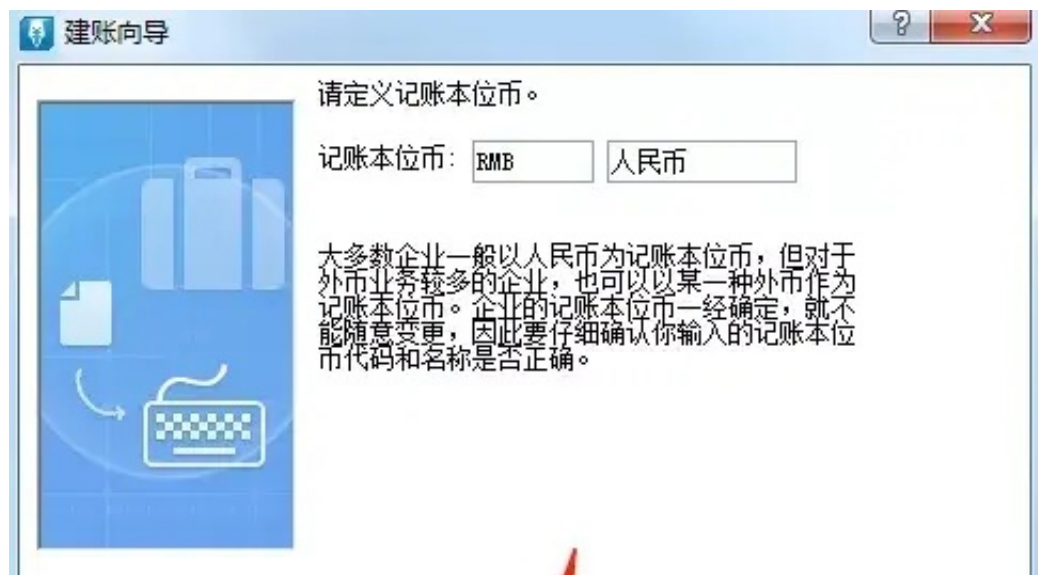 建账向导
请定义记账本位币。
记账本位币: RMB 人民币
大多数企业一般以人民币为记账本位币，但对于
外币业务较多的企业，也可以以某一种外币作为
记账本位币。企业的记账本位币一经确定，就不
能随意变更，因此要仔细确认你输入的记账本位
币代码和名称是否正确。